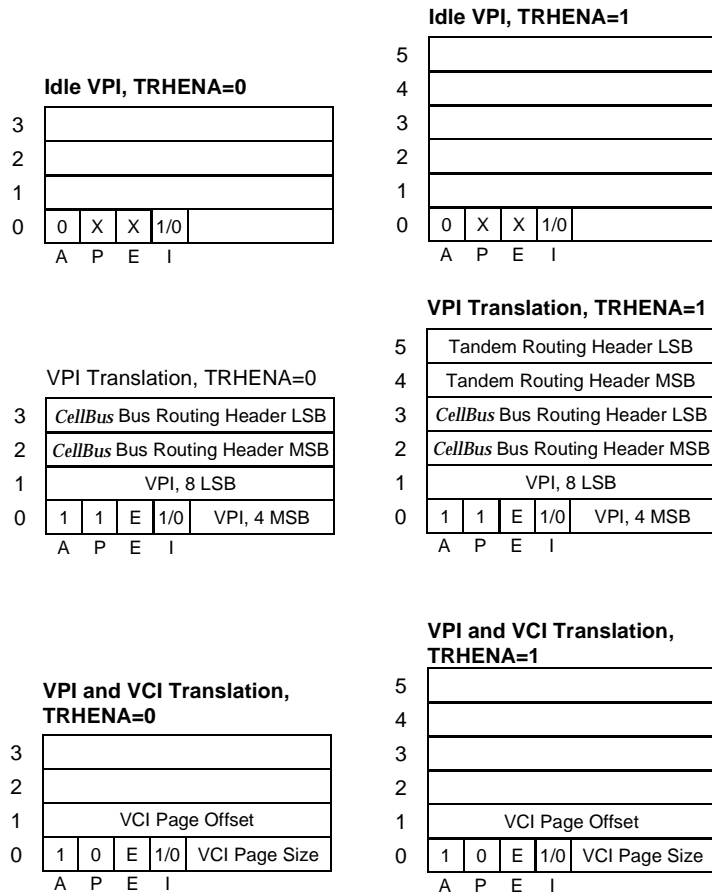 Idle VPI, TRHENA=0
3
2
1
0 0 X X 1/0
A P E I
Idle VPI, TRHENA=1
5
4
3
2
1
0 0 X X 1/0
A P E I
VPI Translation, TRHENA=0
3 CellBus Bus Routing Header LSB
2 CellBus Bus Routing Header MSB
1 VPI, 8 LSB
0 1 1 E 1/0 VPI, 4 MSB
A P E I
VPI Translation, TRHENA=1
5 Tandem Routing Header LSB
4 Tandem Routing Header MSB
3 CellBus Bus Routing Header LSB
2 CellBus Bus Routing Header MSB
1 VPI, 8 LSB
0 1 1 E 1/0 VPI, 4 MSB
A P E I
VPI and VCI Translation,
TRHENA=0
3
2
1 VCI Page Offset
0 1 0 E 1/0 VCI Page Size
A P E I
VPI and VCI Translation,
TRHENA=1
5
4
3
2
1 VCI Page Offset
0 1 0 E 1/0 VCI Page Size
A P E I